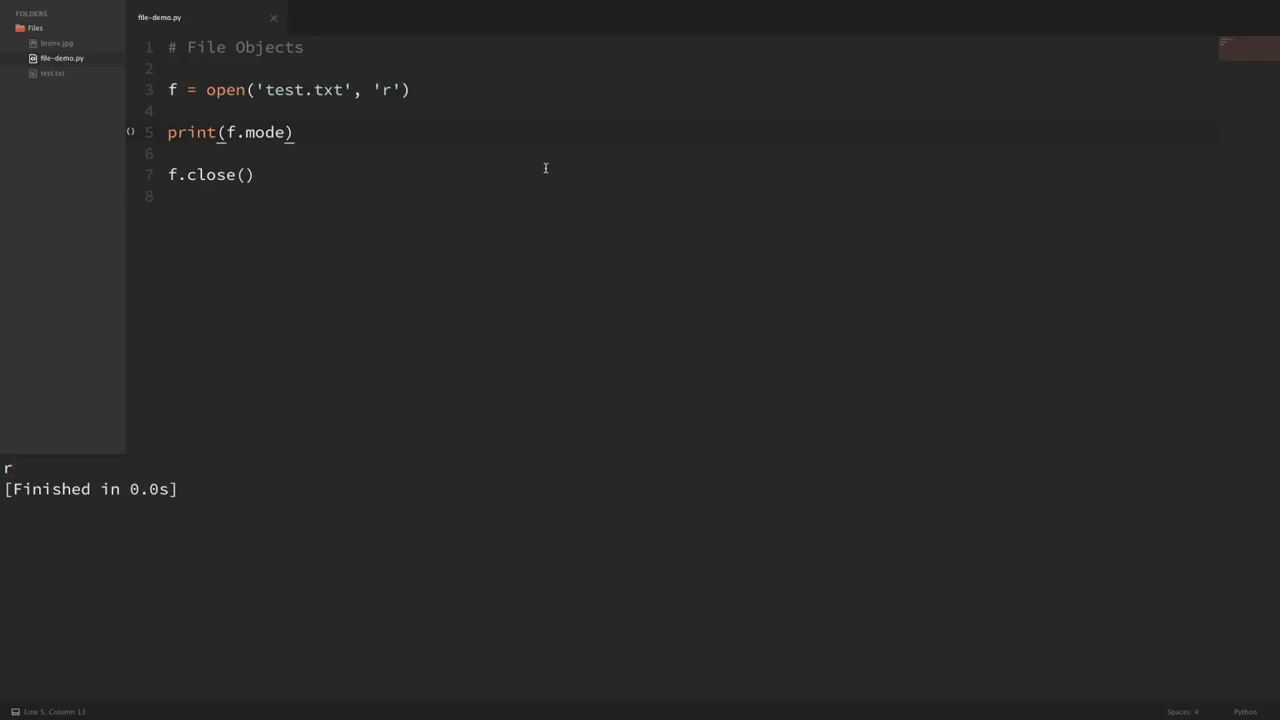 FOLDERS
Files
bronx.jpg
file-demo.py
test.txt
file-demo.py
1 # File Objects
2
3 f = open('test.txt', 'r')
4
() 5 print(f.mode)
6
7 f.close()
8
r
[Finished in 0.0s]
Line 5, Column 13
Spaces: 4
Python